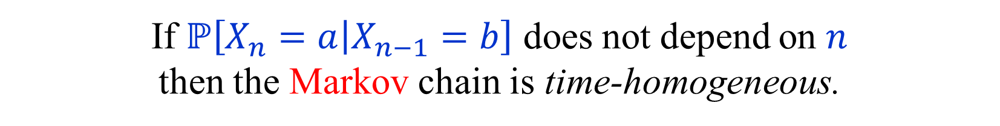 If ℙ[Xₙ = a|Xₙ₋₁ = b] does not depend on n
then the Markov chain is time-homogeneous.